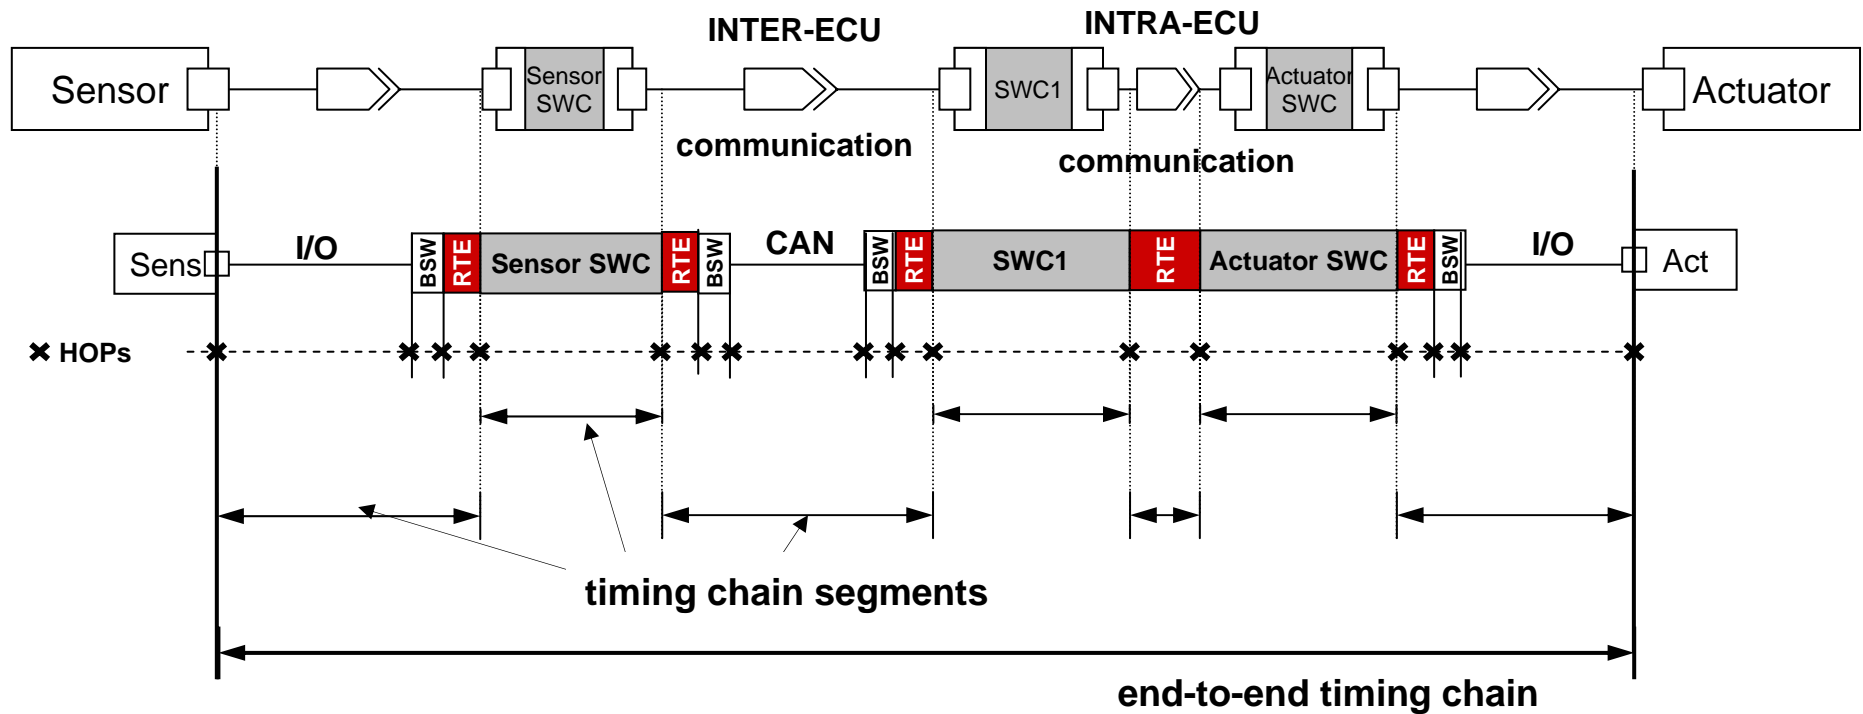 INTER-ECU
INTRA-ECU
Sensor
Sensor
SWC
SWC1
Actuator
SWC
Actuator
communication
communication
Sens
I/O
BSW
RTE
Sensor SWC
RTE
BSW
CAN
BSW
RTE
SWC1
RTE
Actuator SWC
RTE
BSW
I/O
Act
HOPs
timing chain segments
end-to-end timing chain